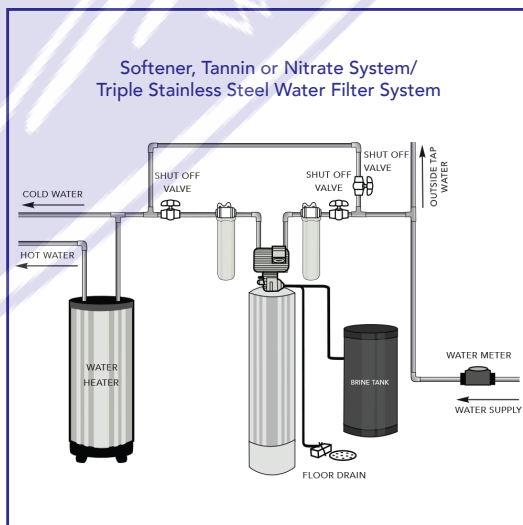 Softener, Tannin or Nitrate System/
Triple Stainless Steel Water Filter System
SHUT OFF
VALVE
OUTSIDE TAP
WATER
SHUT OFF
VALVE
SHUT OFF
VALVE
COLD WATER
HOT WATER
WATER METER
WATER
HEATER
BRINE TANK
WATER SUPPLY
FLOOR DRAIN